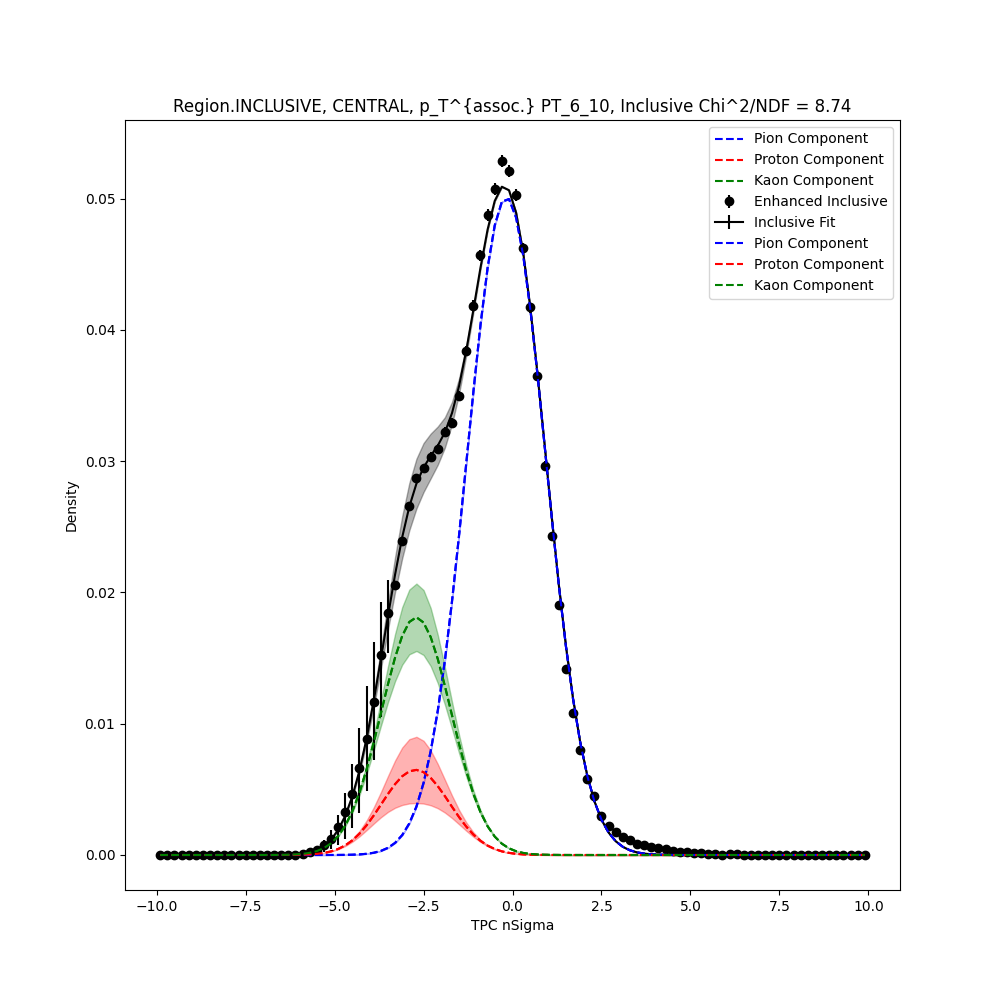 Region.INCLUSIVE, CENTRAL, p_T^{assoc.} PT_6_10, Inclusive Chi^2/NDF = 8.74
Pion Component
Proton Component
Kaon Component
Enhanced Inclusive
Inclusive Fit
Pion Component
Proton Component
Kaon Component
0.05
0.04
0.03
0.02
0.01
0.00
Density
−10.0 −7.5 −5.0 −2.5 0.0 2.5 5.0 7.5 10.0
TPC nSigma